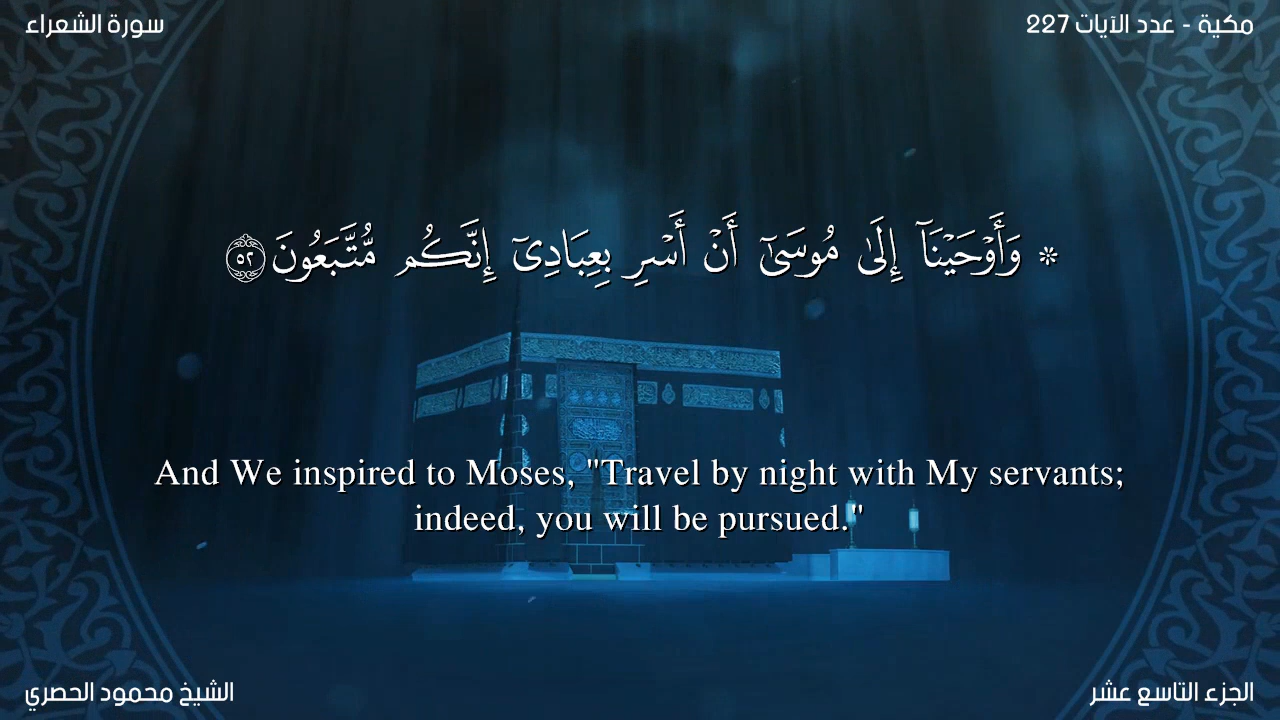 سورة الشعراء
مكية - عدد الآيات 227
۞ وَأَوْحَيْنَآ إِلَىٰ مُوسَىٰٓ أَنْ أَسْرِ بِعِبَادِىٓ إِنَّكُم مُّتَّبَعُونَ ٥٢
And We inspired to Moses, "Travel by night with My servants;
indeed, you will be pursued."
الشيخ محمود الحصري
الجزء التاسع عشر